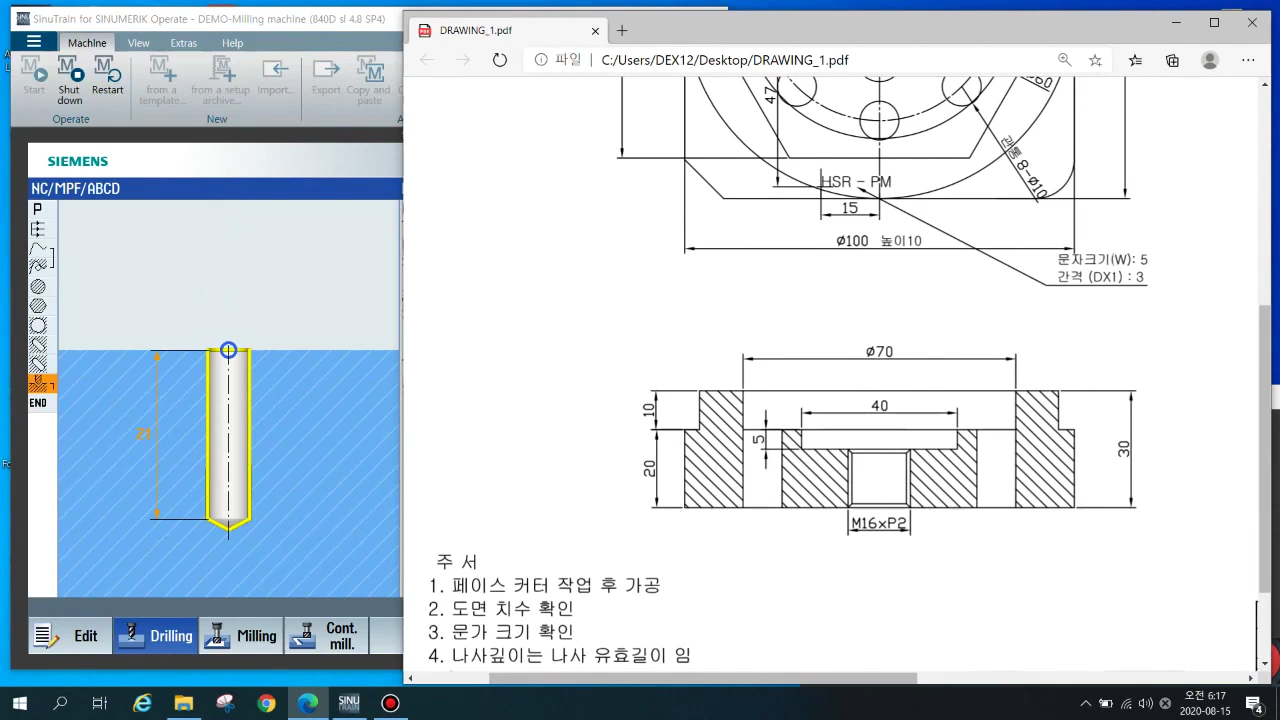 SinuTrain for SINUMERIK Operate - DEMO-Milling machine (840D sl 4.8 SP4)
Machine View Extras Help
Start
Shut down
Restart
from a template...
from a setup archive...
Import...
Export
Copy and paste
Operate
New
SIEMENS
NC/MPF/ABCD
P
END
Z1
Edit
Drilling
Milling
Cont. mill.
DRAWING_1.pdf
파일
C:/Users/DEX12/Desktop/DRAWING_1.pdf
47
관통 8-ø10
HSR - PM
15
ø100 높이10
문자크기(W): 5
간격 (DX1) : 3
ø70
10
40
5
20
30
M16xP2
주 서
1. 페이스 커터 작업 후 가공
2. 도면 치수 확인
3. 문가 크기 확인
4. 나사깊이는 나사 유효길이 임
오전 6:17
2020-08-15
4